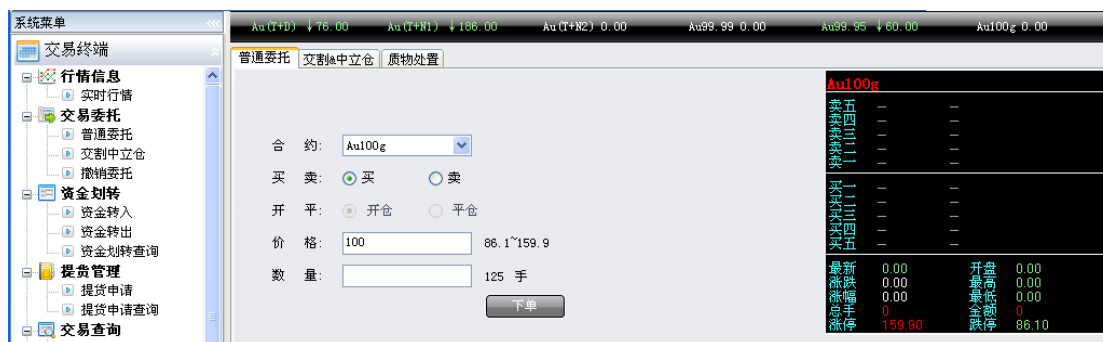 系统菜单
Au(T+D) ↓76.00 Au(T+N1) ↓186.00 Au(T+N2) 0.00 Au99.99 0.00 Au99.95 ↓60.00 Au100g 0.00
交易终端
行情信息
实时行情
交易委托
普通委托
交割中立仓
撤销委托
资金划转
资金转入
资金转出
资金划转查询
提货管理
提货申请
提货申请查询
交易查询
普通委托 交割&中立仓 质物处置
合 约: Au100g
买 卖: 买 卖
开 平: 开仓 平仓
价 格: 100 86.1~159.9
数 量: 125 手
下单
Au100g
卖五 — —
卖四 — —
卖三 — —
卖二 — —
卖一 — —
买一 — —
买二 — —
买三 — —
买四 — —
买五 — —
最新 0.00 开盘 0.00
涨跌 0.00 最高 0.00
涨幅 0.00 最低 0.00
总手 0 金额 0
涨停 159.90 跌停 86.10